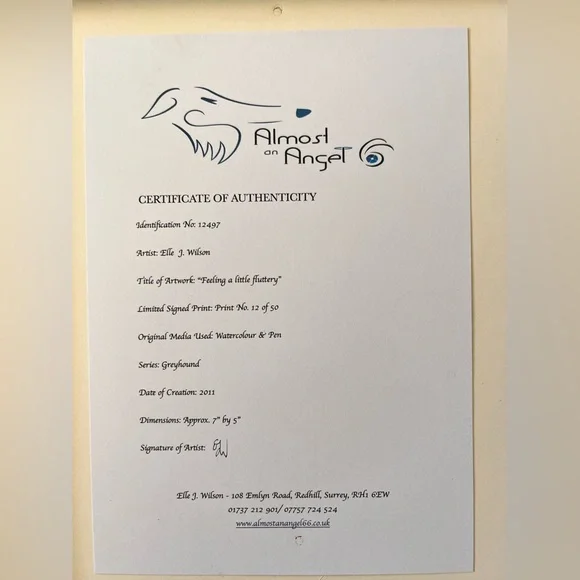 Almost
an Angel
CERTIFICATE OF AUTHENTICITY
Identification No: 12497
Artist: Elle J. Wilson
Title of Artwork: "Feeling a little fluttery"
Limited Signed Print: Print No. 12 of 50
Original Media Used: Watercolour & Pen
Series: Greyhound
Date of Creation: 2011
Dimensions: Approx. 7" by 5"
Signature of Artist: EJW
Elle J. Wilson - 108 Emlyn Road, Redhill, Surrey, RH1 6EW
01737 212 901/ 07757 724 524
www.almostanangel66.co.uk